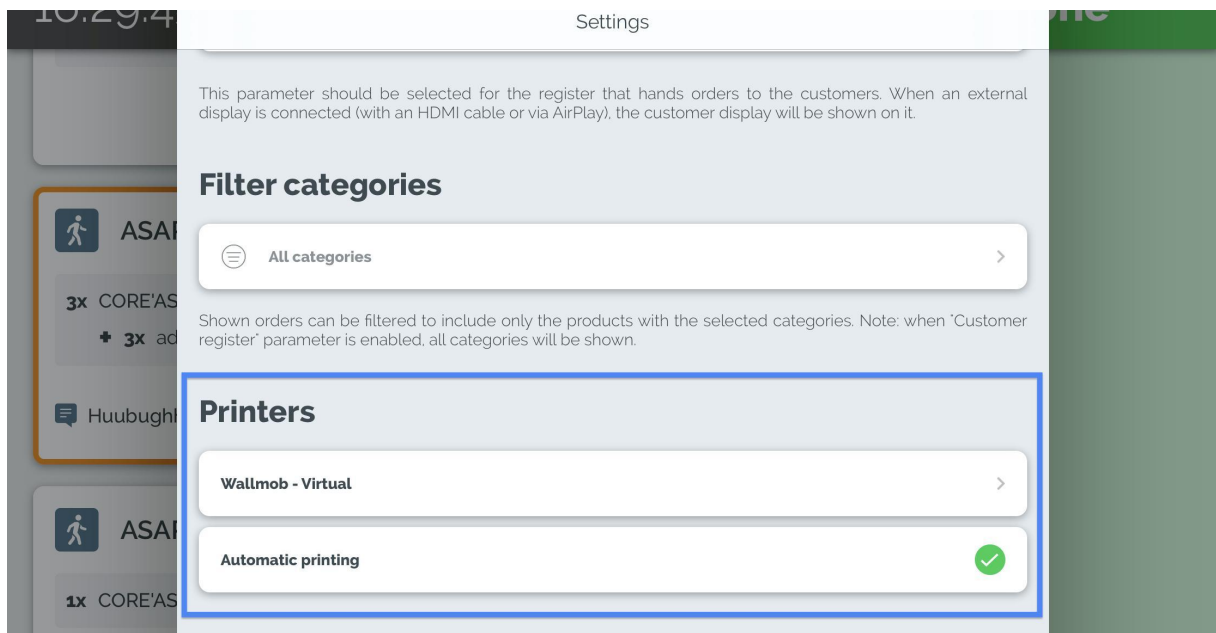 Settings
This parameter should be selected for the register that hands orders to the customers. When an external
display is connected (with an HDMI cable or via AirPlay), the customer display will be shown on it.
Filter categories
All categories
Shown orders can be filtered to include only the products with the selected categories. Note: when "Customer
register" parameter is enabled, all categories will be shown.
Printers
Wallmob - Virtual
Automatic printing
3x CORE'AS
+ 3x ad
1x CORE'AS